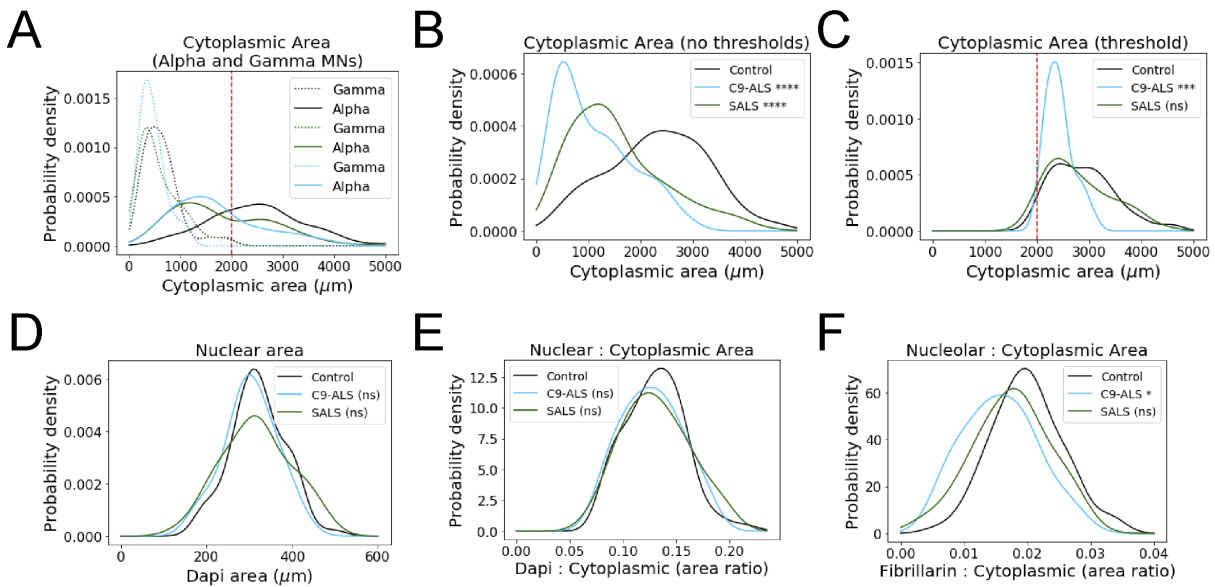 A
Cytoplasmic Area
(Alpha and Gamma MNs)
Probability density
0.0015
0.0010
0.0005
0.0000
Gamma
Alpha
Gamma
Alpha
Gamma
Alpha
0 1000 2000 3000 4000 5000
Cytoplasmic area (μm)
B
Cytoplasmic Area (no thresholds)
Probability density
0.0006
0.0004
0.0002
0.0000
Control
C9-ALS ****
SALS ****
0 1000 2000 3000 4000 5000
Cytoplasmic area (μm)
C
Cytoplasmic Area (threshold)
Probability density
0.0015
0.0010
0.0005
0.0000
Control
C9-ALS ***
SALS (ns)
0 1000 2000 3000 4000 5000
Cytoplasmic area (μm)
D
Nuclear area
Probability density
0.006
0.004
0.002
0.000
Control
C9-ALS (ns)
SALS (ns)
0 200 400 600
Dapi area (μm)
E
Nuclear : Cytoplasmic Area
Probability density
12.5
10.0
7.5
5.0
2.5
0.0
Control
C9-ALS (ns)
SALS (ns)
0.00 0.05 0.10 0.15 0.20
Dapi : Cytoplasmic (area ratio)
F
Nucleolar : Cytoplasmic Area
Probability density
80
60
40
20
0
Control
C9-ALS *
SALS (ns)
0.00 0.01 0.02 0.03 0.04
Fibrillarin : Cytoplasmic (area ratio)